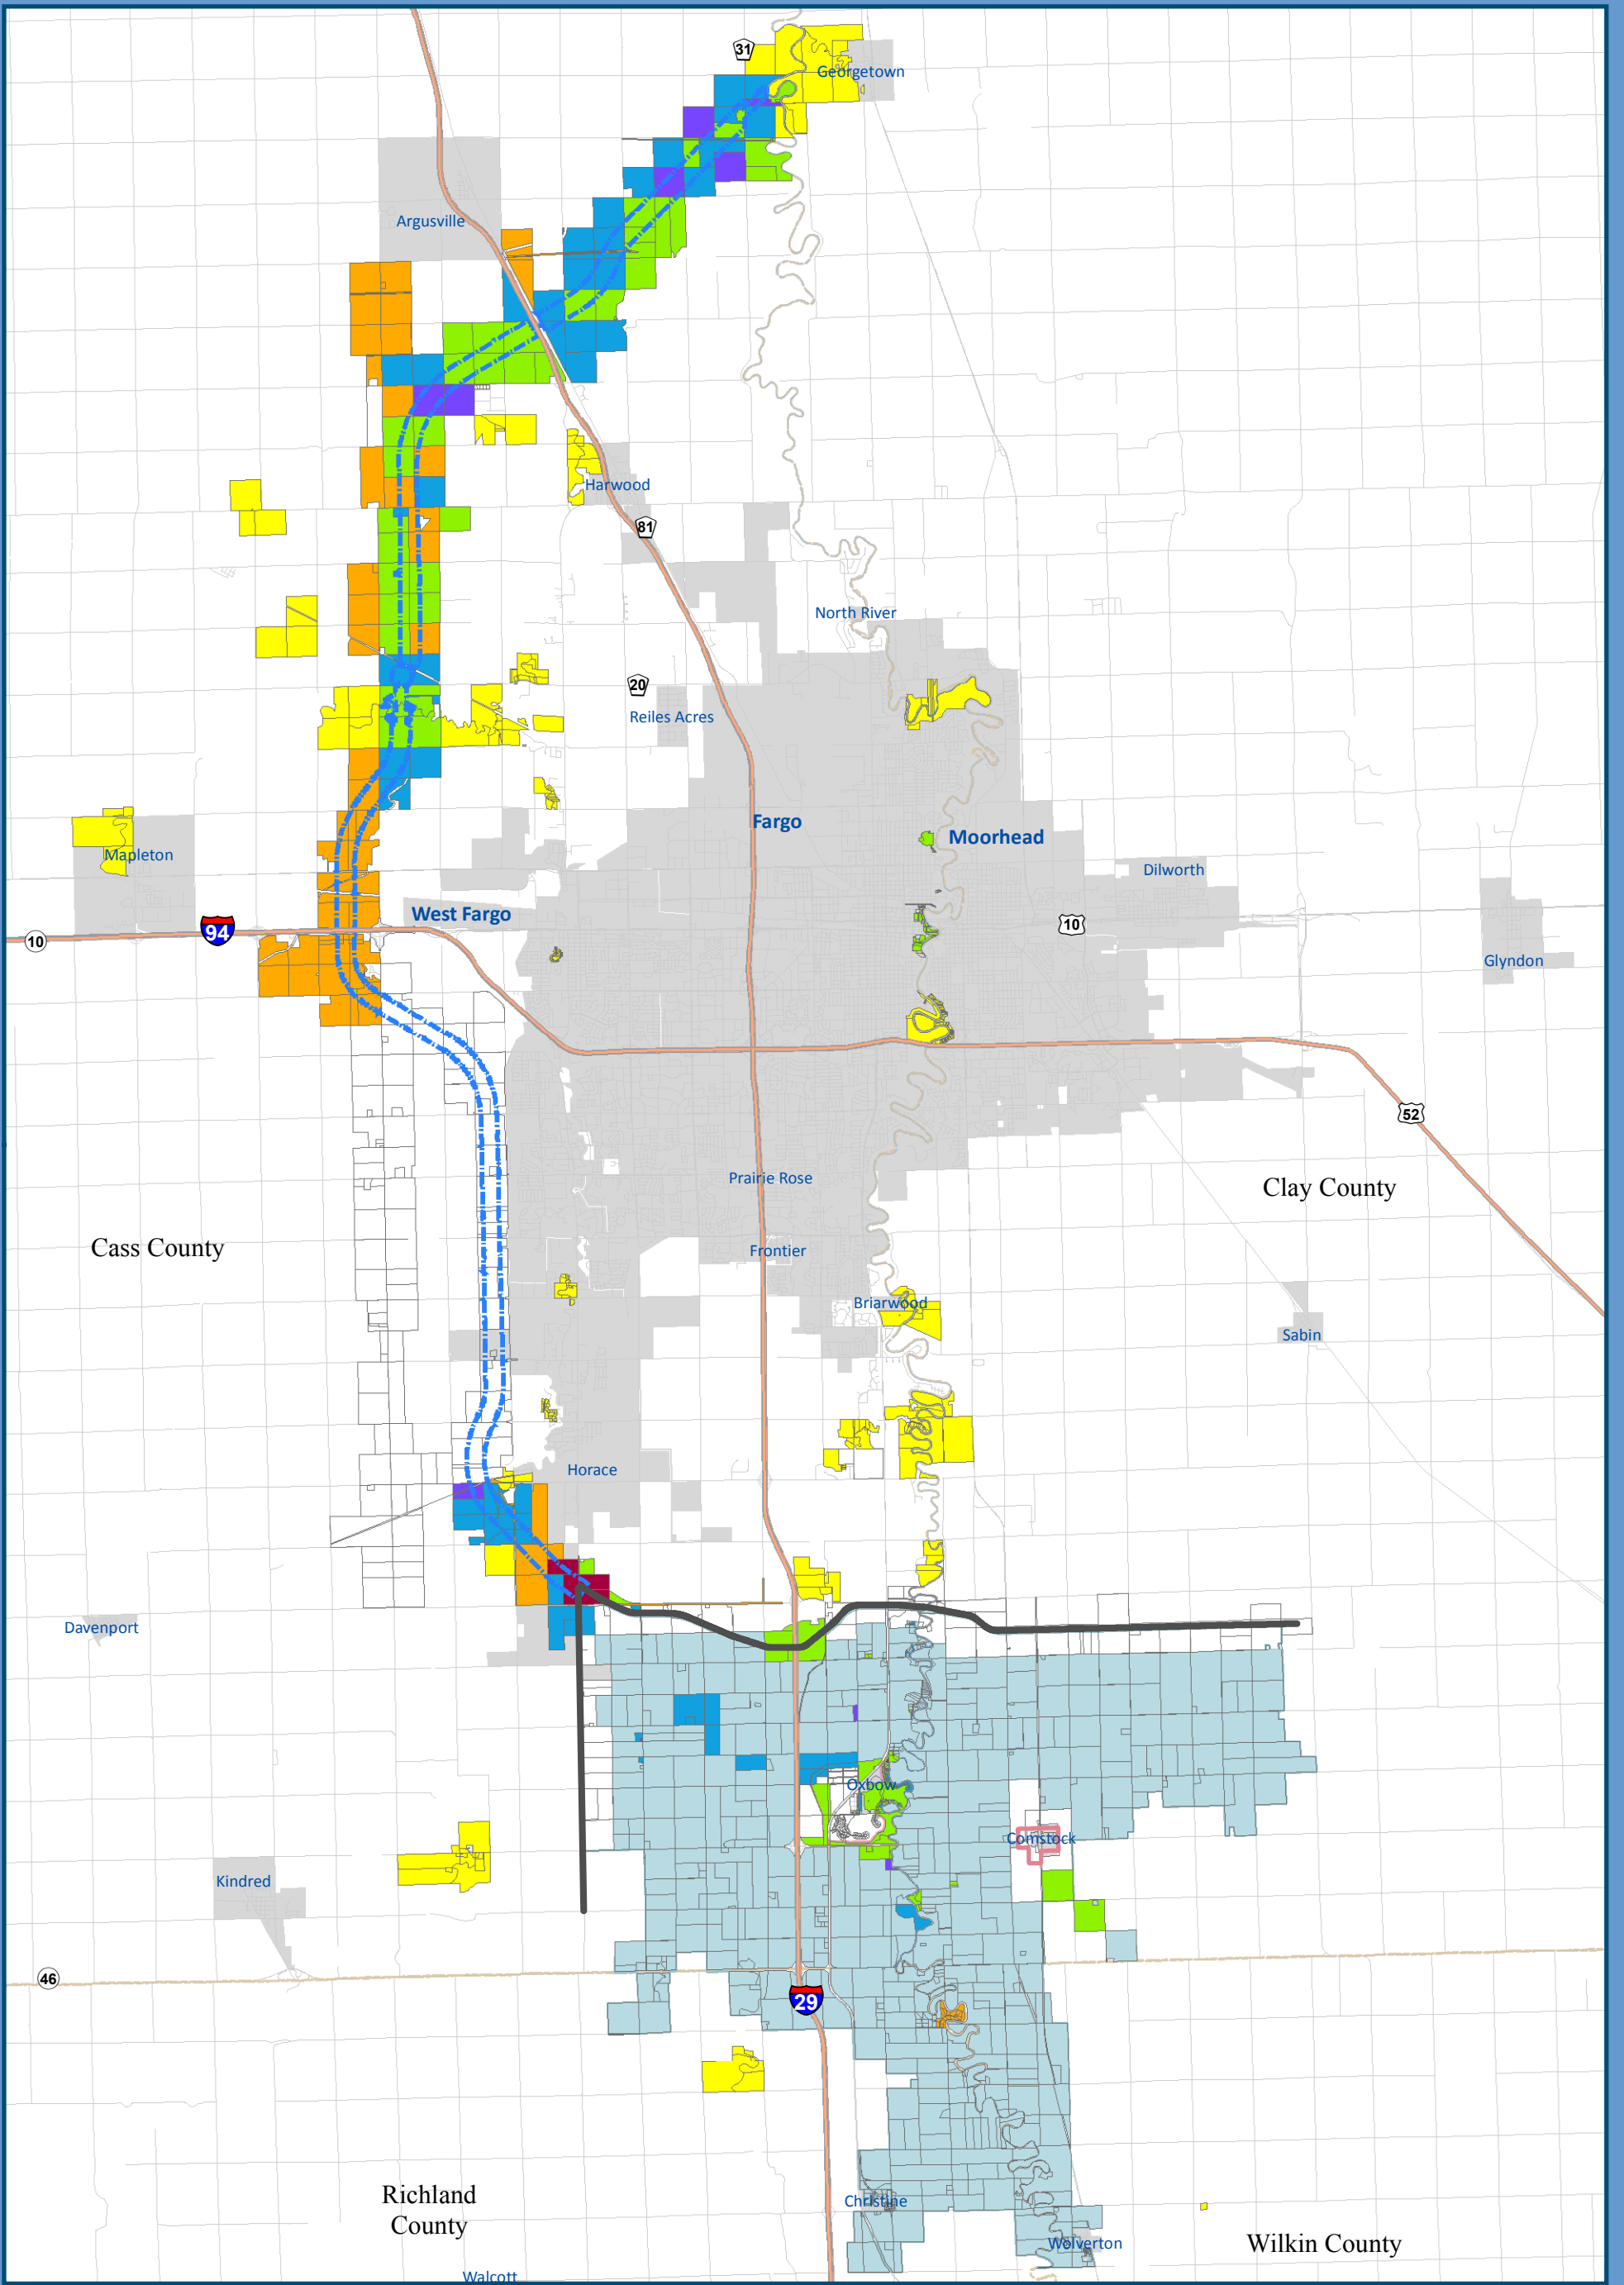 31
Georgetown
Argusville
Harwood
81
North River
20
Reiles Acres
Fargo
Moorhead
Mapleton
Dilworth
West Fargo
94
10
10
Glyndon
52
Prairie Rose
Clay County
Cass County
Frontier
Briarwood
Sabin
Horace
Davenport
Oxbow
Comstock
Kindred
46
29
Richland
County
Christine
Wolverton
Wilkin County
Walcott